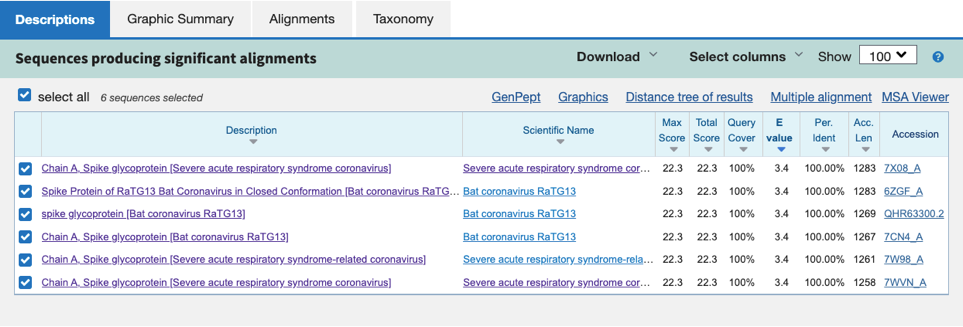 Descriptions Graphic Summary Alignments Taxonomy
Sequences producing significant alignments Download Select columns Show 100 ?
select all 6 sequences selected GenPept Graphics Distance tree of results Multiple alignment MSA Viewer
Description Scientific Name Max Score Total Score Query Cover E value Per. Ident Acc. Len Accession
Chain A, Spike glycoprotein [Severe acute respiratory syndrome coronavirus] Severe acute respiratory syndrome cor... 22.3 22.3 100% 3.4 100.00% 1283 7X08_A
Spike Protein of RaTG13 Bat Coronavirus in Closed Conformation [Bat coronavirus RaTG... Bat coronavirus RaTG13 22.3 22.3 100% 3.4 100.00% 1283 6ZGF_A
spike glycoprotein [Bat coronavirus RaTG13] Bat coronavirus RaTG13 22.3 22.3 100% 3.4 100.00% 1269 QHR63300.2
Chain A, Spike glycoprotein [Bat coronavirus RaTG13] Bat coronavirus RaTG13 22.3 22.3 100% 3.4 100.00% 1267 7CN4_A
Chain A, Spike glycoprotein [Severe acute respiratory syndrome-related coronavirus] Severe acute respiratory syndrome-rela... 22.3 22.3 100% 3.4 100.00% 1261 7W98_A
Chain A, Spike glycoprotein [Severe acute respiratory syndrome coronavirus] Severe acute respiratory syndrome cor... 22.3 22.3 100% 3.4 100.00% 1258 7WVN_A